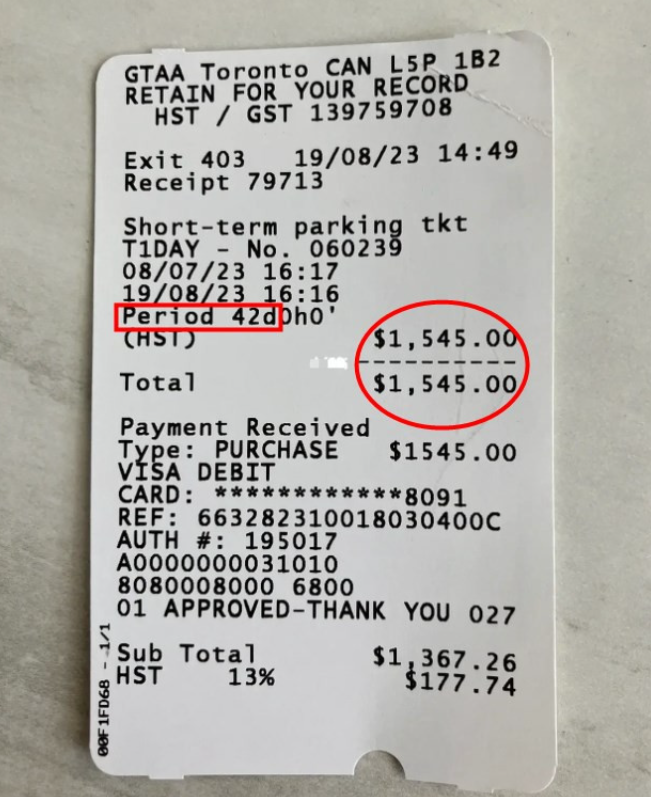 GTAA Toronto CAN L5P 1B2
RETAIN FOR YOUR RECORD
HST / GST 139759708
Exit 403 19/08/23 14:49
Receipt 79713
Short-term parking tkt
T1DAY - No. 060239
08/07/23 16:17
19/08/23 16:16
Period 42d0h0'
(HST) $1,545.00
------------
Total $1,545.00
Payment Received
Type: PURCHASE $1545.00
VISA DEBIT
CARD: ************8091
REF: 663282310018030400C
AUTH #: 195017
A0000000031010
8080008000 6800
01 APPROVED-THANK YOU 027
Sub Total $1,367.26
HST 13% $177.74
00F1FD68 - 1/1